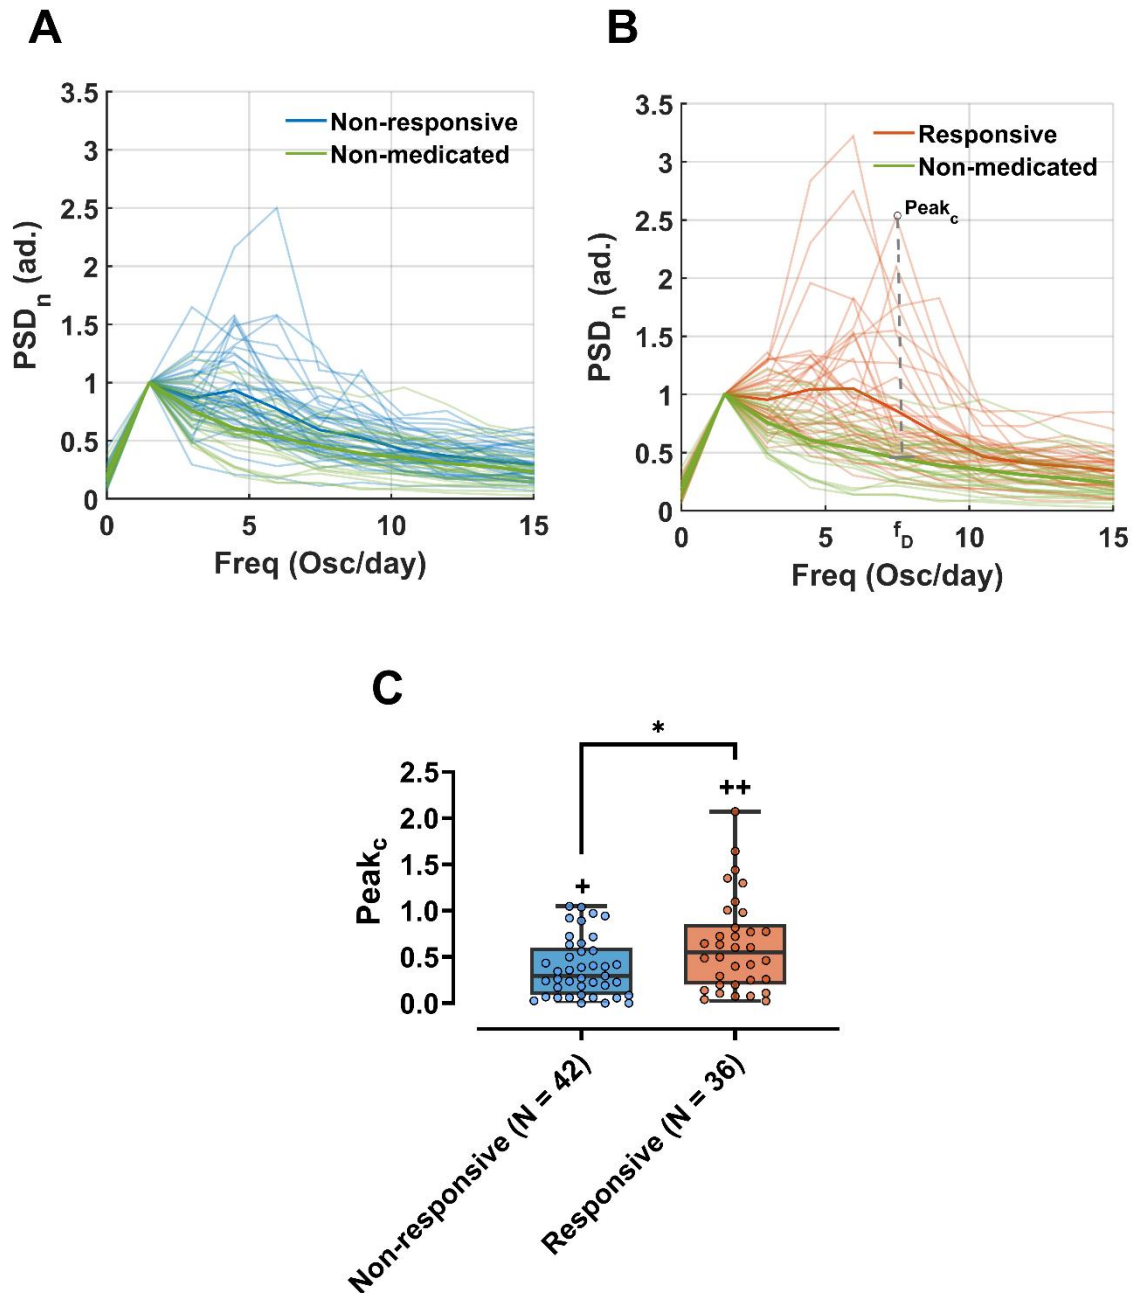 A
3.5
3
2.5
2
1.5
1
0.5
0
PSDn (ad.)
Non-responsive
Non-medicated
0
5
10
15
Freq (Osc/day)
B
3.5
3
2.5
2
1.5
1
0.5
0
PSDn (ad.)
Responsive
Non-medicated
Peakc
0
5
fD
10
15
Freq (Osc/day)
C
*
2.5
2.0
1.5
1.0
0.5
0.0
Peakc
+
++
Non-responsive (N = 42)
Responsive (N = 36)